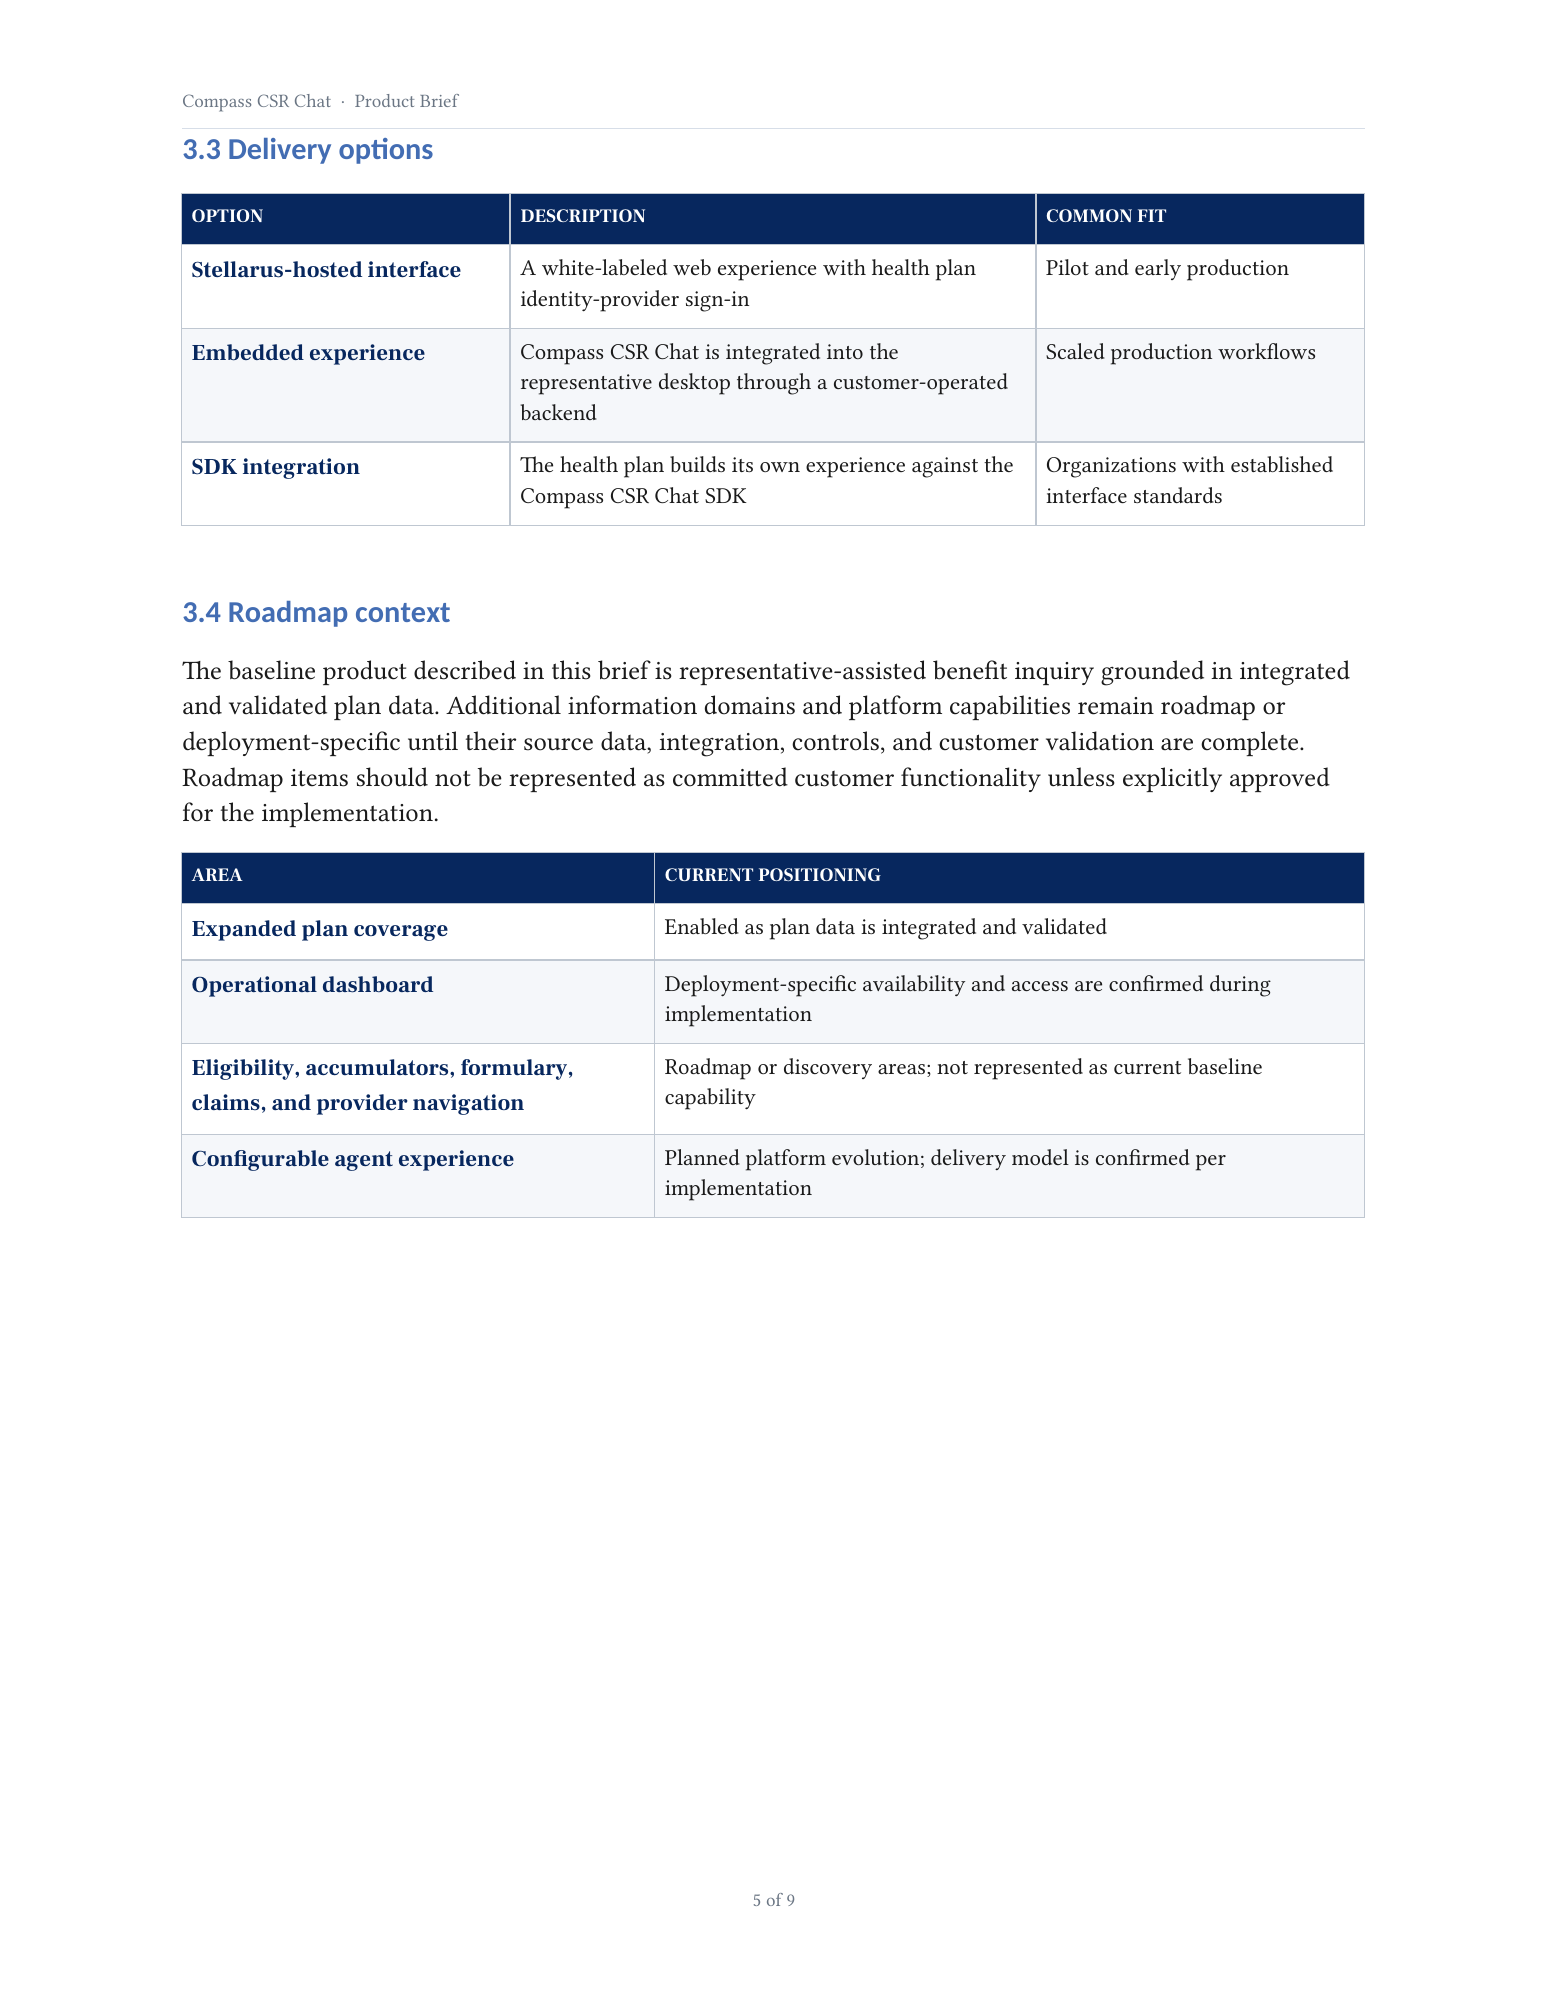 Compass CSR Chat · Product Brief
3.3 Delivery options
OPTION DESCRIPTION COMMON FIT
Stellarus-hosted interface A white-labeled web experience with health plan Pilot and early production
identity-provider sign-in
Embedded experience Compass CSR Chat is integrated into the Scaled production workflows
representative desktop through a customer-operated
backend
SDK integration The health plan builds its own experience against the Organizations with established
Compass CSR Chat SDK interface standards
3.4 Roadmap context
The baseline product described in this brief is representative-assisted benefit inquiry grounded in integrated
and validated plan data. Additional information domains and platform capabilities remain roadmap or
deployment-specific until their source data, integration, controls, and customer validation are complete.
Roadmap items should not be represented as committed customer functionality unless explicitly approved
for the implementation.
AREA CURRENT POSITIONING
Expanded plan coverage Enabled as plan data is integrated and validated
Operational dashboard Deployment-specific availability and access are confirmed during
implementation
Eligibility, accumulators, formulary, Roadmap or discovery areas; not represented as current baseline
claims, and provider navigation capability
Configurable agent experience Planned platform evolution; delivery model is confirmed per
implementation
5 of 9